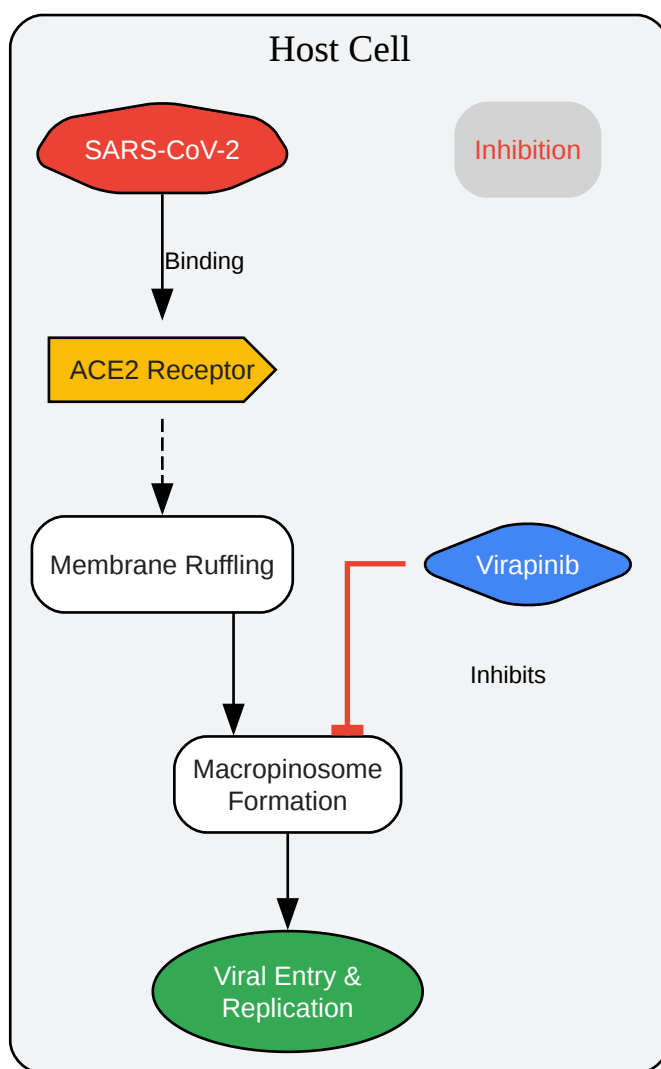 Host Cell
SARS-CoV-2
Inhibition
Binding
ACE2 Receptor
Membrane Ruffling
Virapinib
Inhibits
Macropinosome
Formation
Viral Entry &
Replication